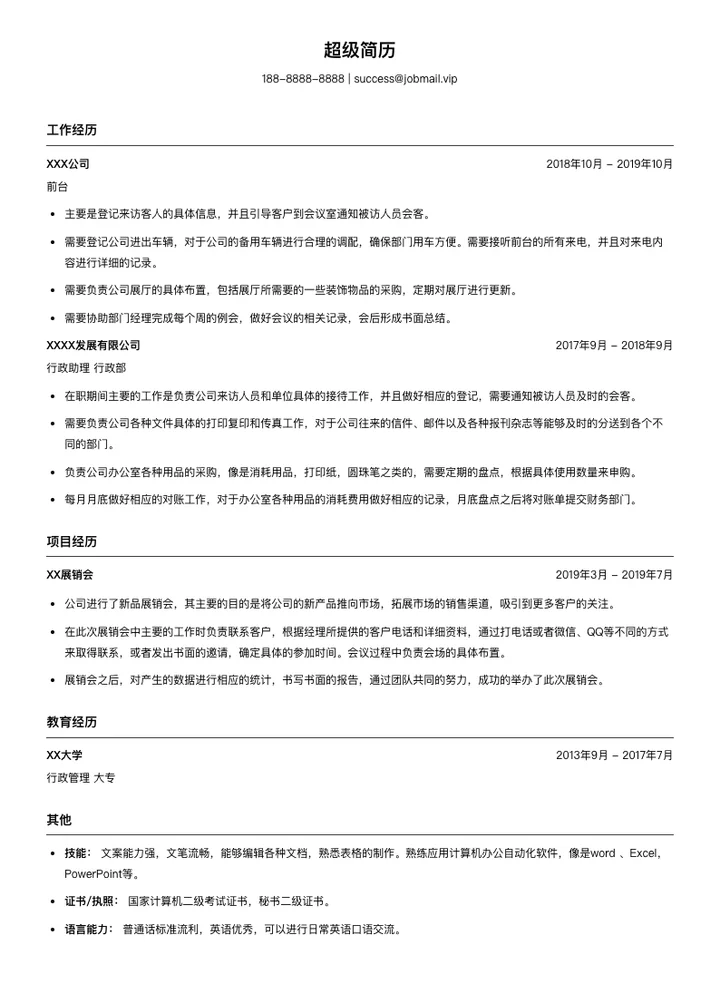 超级简历
188-8888-8888 | success@jobmail.vip
工作经历
XXX公司 2018年10月 – 2019年10月
前台
• 主要是登记来访客人的具体信息，并且引导客户到会议室通知被访人员会客。
• 需要登记公司进出车辆，对于公司的备用车辆进行合理的调配，确保部门用车方便。需要接听前台的所有来电，并且对来电内
容进行详细的记录。
• 需要负责公司展厅的具体布置，包括展厅所需要的一些装饰物品的采购，定期对展厅进行更新。
• 需要协助部门经理完成每个周的例会，做好会议的相关记录，会后形成书面总结。
XXXX发展有限公司 2017年9月 – 2018年9月
行政助理 行政部
• 在职期间主要的工作是负责公司来访人员和单位具体的接待工作，并且做好相应的登记，需要通知被访人员及时的会客。
• 需要负责公司各种文件具体的打印复印和传真工作，对于公司往来的信件、邮件以及各种报刊杂志等能够及时的分送到各个不
同的部门。
• 负责公司办公室各种用品的采购，像是消耗用品，打印纸，圆珠笔之类的，需要定期的盘点，根据具体使用数量来申购。
• 每月月底做好相应的对账工作，对于办公室各种用品的消耗费用做好相应的记录，月底盘点之后将对账单提交财务部门。
项目经历
XX展销会 2019年3月 – 2019年7月
• 公司进行了新品展销会，其主要的目的是将公司的新产品推向市场，拓展市场的销售渠道，吸引到更多客户的关注。
• 在此次展销会中主要的工作时负责联系客户，根据经理所提供的客户电话和详细资料，通过打电话或者微信、QQ等不同的方式
来取得联系，或者发出书面的邀请，确定具体的参加时间。会议过程中负责会场的具体布置。
• 展销会之后，对产生的数据进行相应的统计，书写书面的报告，通过团队共同的努力，成功的举办了此次展销会。
教育经历
XX大学 2013年9月 – 2017年7月
行政管理 大专
其他
• 技能： 文案能力强，文笔流畅，能够编辑各种文档，熟悉表格的制作。熟练应用计算机办公自动化软件，像是word 、Excel，
PowerPoint等。
• 证书/执照： 国家计算机二级考试证书，秘书二级证书。
• 语言能力： 普通话标准流利，英语优秀，可以进行日常英语口语交流。